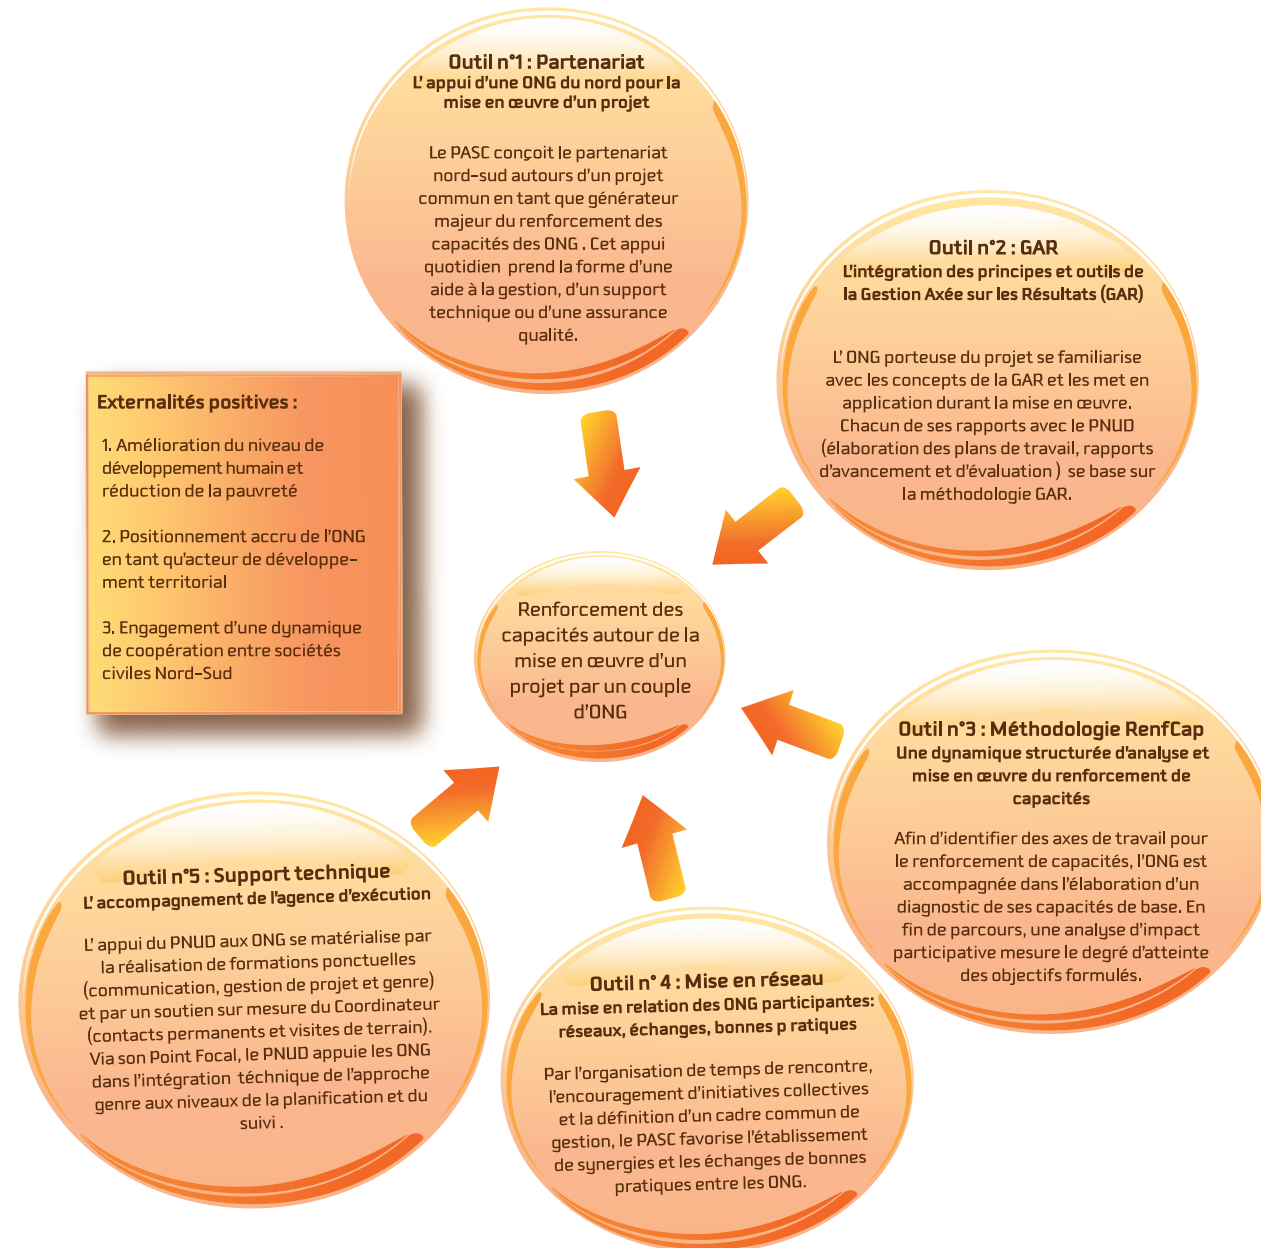 Outil n°1 : Partenariat
L' appui d'une ONG du nord pour la
mise en œuvre d'un projet
Le PASC conçoit le partenariat
nord-sud autours d'un projet
commun en tant que générateur
majeur du renforcement des
capacités des ONG . Cet appui
quotidien prend la forme d'une
aide à la gestion, d'un support
technique ou d'une assurance
qualité.
Outil n°2 : GAR
L'intégration des principes et outils de
la Gestion Axée sur les Résultats (GAR)
L' ONG porteuse du projet se familiarise
avec les concepts de la GAR et les met en
application durant la mise en œuvre.
Chacun de ses rapports avec le PNUD
(élaboration des plans de travail, rapports
d'avancement et d'évaluation ) se base sur
la méthodologie GAR.
Externalités positives :
1. Amélioration du niveau de
développement humain et
réduction de la pauvreté
2. Positionnement accru de l'ONG
en tant qu'acteur de développe-
ment territorial
3. Engagement d'une dynamique
de coopération entre sociétés
civiles Nord-Sud
Renforcement des
capacités autour de la
mise en œuvre d'un
projet par un couple
d'ONG
Outil n°3 : Méthodologie RenfCap
Une dynamique structurée d'analyse et
mise en œuvre du renforcement de
capacités
Afin d'identifier des axes de travail pour
le renforcement de capacités, l'ONG est
accompagnée dans l'élaboration d'un
diagnostic de ses capacités de base. En
fin de parcours, une analyse d'impact
participative mesure le degré d'atteinte
des objectifs formulés.
Outil n° 4 : Mise en réseau
La mise en relation des ONG participantes:
réseaux, échanges, bonnes p ratiques
Par l'organisation de temps de rencontre,
l'encouragement d'initiatives collectives
et la définition d'un cadre commun de
gestion, le PASC favorise l'établissement
de synergies et les échanges de bonnes
pratiques entre les ONG.
Outil n°5 : Support technique
L' accompagnement de l'agence d'exécution
L' appui du PNUD aux ONG se matérialise par
la réalisation de formations ponctuelles
(communication, gestion de projet et genre)
et par un soutien sur mesure du Coordinateur
(contacts permanents et visites de terrain).
Via son Point Focal, le PNUD appuie les ONG
dans l'intégration téchnique de l'approche
genre aux niveaux de la planification et du
suivi .